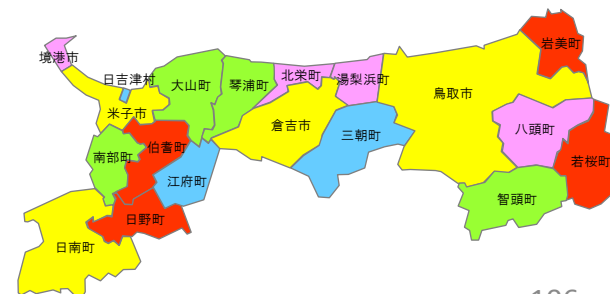 岩美町
境港市
日吉津村
大山町
琴浦町
北栄町
湯梨浜町
鳥取市
米子市
倉吉市
三朝町
八頭町
伯耆町
南部町
若桜町
江府町
智頭町
日野町
日南町